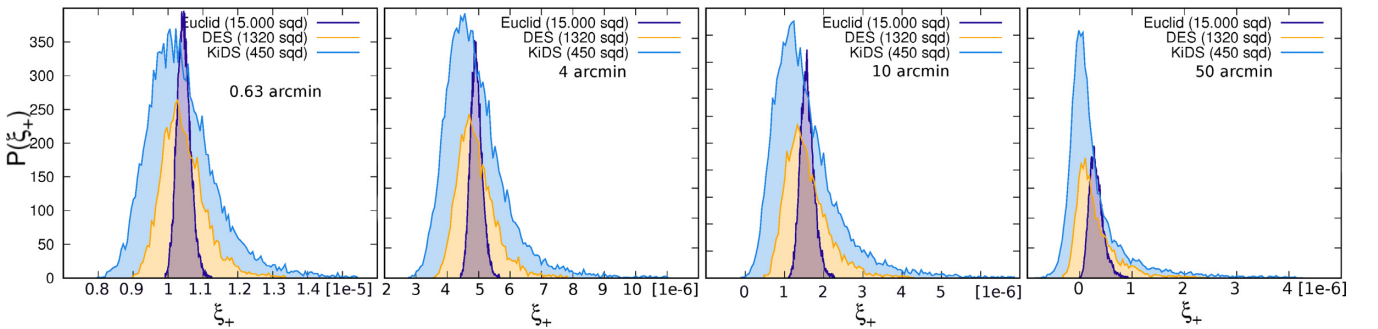 Euclid (15.000 sqd)
DES (1320 sqd)
KiDS (450 sqd)
0.63 arcmin
P(ξ+)
350
300
250
200
150
100
50
0
0.8 0.9 1 1.1 1.2 1.3 1.4 [1e-5]
ξ+
Euclid (15.000 sqd)
DES (1320 sqd)
KiDS (450 sqd)
4 arcmin
2 3 4 5 6 7 8 9 10 [1e-6]
ξ+
Euclid (15.000 sqd)
DES (1320 sqd)
KiDS (450 sqd)
10 arcmin
0 1 2 3 4 5 [1e-6]
ξ+
Euclid (15.000 sqd)
DES (1320 sqd)
KiDS (450 sqd)
50 arcmin
0 1 2 3 4 [1e-6]
ξ+